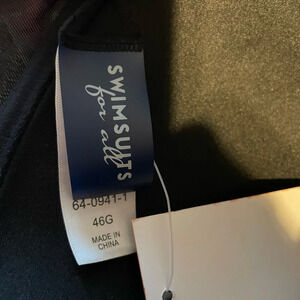 SWIMSUITS
for all
64-0941-1
46G
MADE IN
CHINA